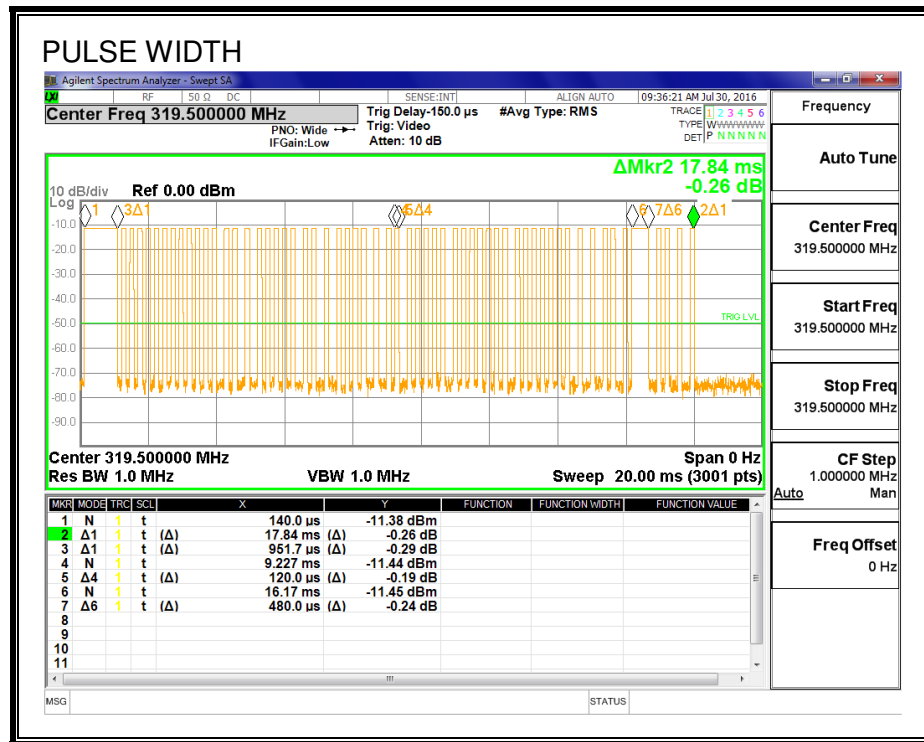 PULSE WIDTH
Agilent Spectrum Analyzer - Swept SA
LXI RF 50 Ω DC SENSE:INT ALIGN AUTO 09:36:21 AM Jul 30, 2016
Center Freq 319.500000 MHz
PNO: Wide
IFGain:Low
Trig Delay-150.0 µs
Trig: Video
Atten: 10 dB
#Avg Type: RMS
TRACE 1 2 3 4 5 6
TYPE WWWWWW
DET P N N N N N
ΔMkr2 17.84 ms
-0.26 dB
10 dB/div Ref 0.00 dBm
Log
1 3Δ1 5Δ4 6 7Δ6 2Δ1
-10.0
-20.0
-30.0
-40.0
-50.0
TRIG LVL
-60.0
-70.0
-80.0
-90.0
Center 319.500000 MHz Span 0 Hz
Res BW 1.0 MHz VBW 1.0 MHz Sweep 20.00 ms (3001 pts)
MKR MODE TRC SCL X Y FUNCTION FUNCTION WIDTH FUNCTION VALUE
1 N 1 t 140.0 µs -11.38 dBm
2 Δ1 1 t (Δ) 17.84 ms (Δ) -0.26 dB
3 Δ1 1 t (Δ) 951.7 µs (Δ) -0.29 dB
4 N 1 t 9.227 ms -11.44 dBm
5 Δ4 1 t (Δ) 120.0 µs (Δ) -0.19 dB
6 N 1 t 16.17 ms -11.45 dBm
7 Δ6 1 t (Δ) 480.0 µs (Δ) -0.24 dB
8
9
10
11
MSG STATUS
Frequency
Auto Tune
Center Freq
319.500000 MHz
Start Freq
319.500000 MHz
Stop Freq
319.500000 MHz
CF Step
1.000000 MHz
Auto Man
Freq Offset
0 Hz